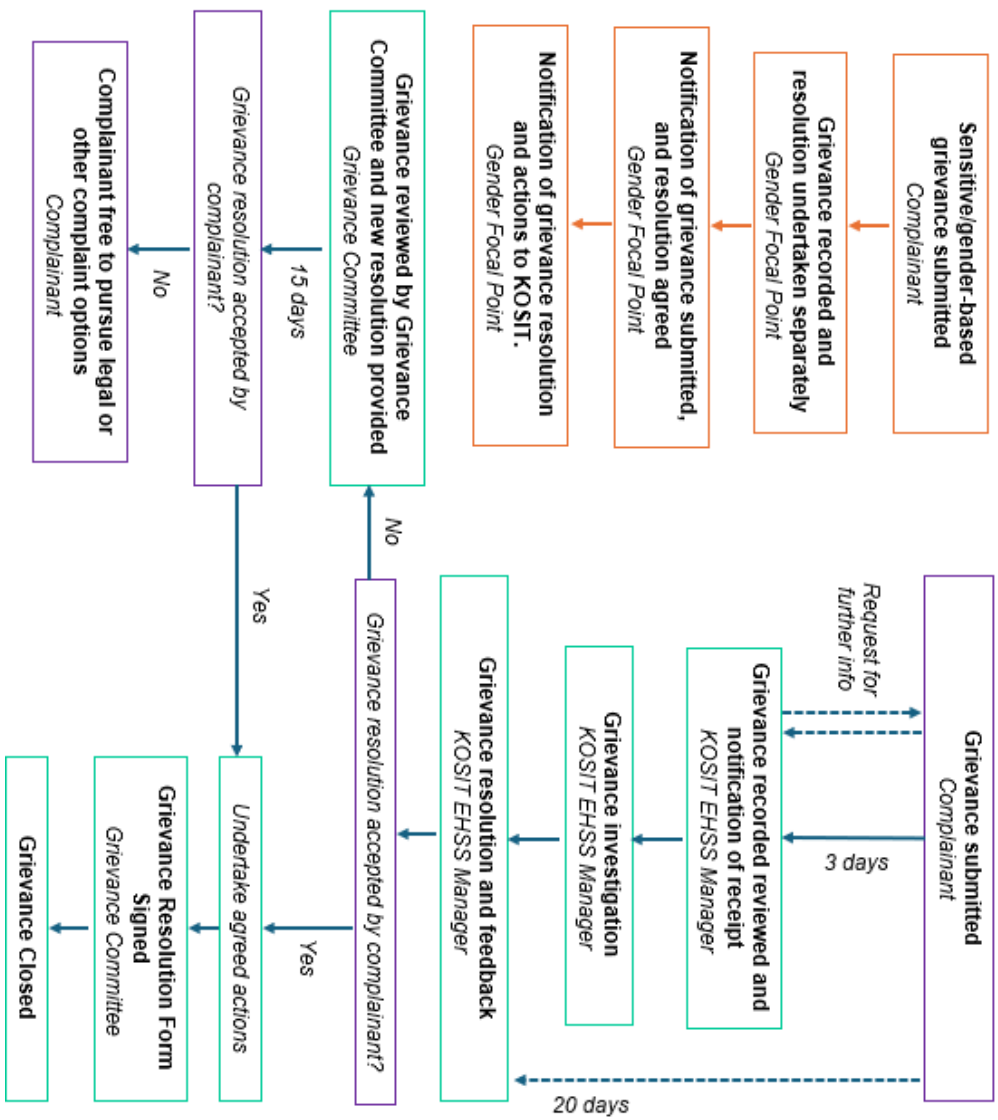 Grievance submitted
Complainant
3 days
Request for
further info
20 days
Grievance recorded reviewed and
notification of receipt
KOSIT EHSS Manager
Grievance investigation
KOSIT EHSS Manager
Grievance resolution and feedback
KOSIT EHSS Manager
Grievance resolution accepted by complainant?
No
Yes
Undertake agreed actions
Grievance Resolution Form
Signed
Grievance Committee
Grievance Closed
Sensitive/gender-based
grievance submitted
Complainant
Grievance recorded and
resolution undertaken separately
Gender Focal Point
Notification of grievance submitted,
and resolution agreed
Gender Focal Point
Notification of grievance resolution
and actions to KOSIT.
Gender Focal Point
Grievance reviewed by Grievance
Committee and new resolution provided
Grievance Committee
15 days
Grievance resolution accepted by
complainant?
Yes
No
Complainant free to pursue legal or
other complaint options
Complainant